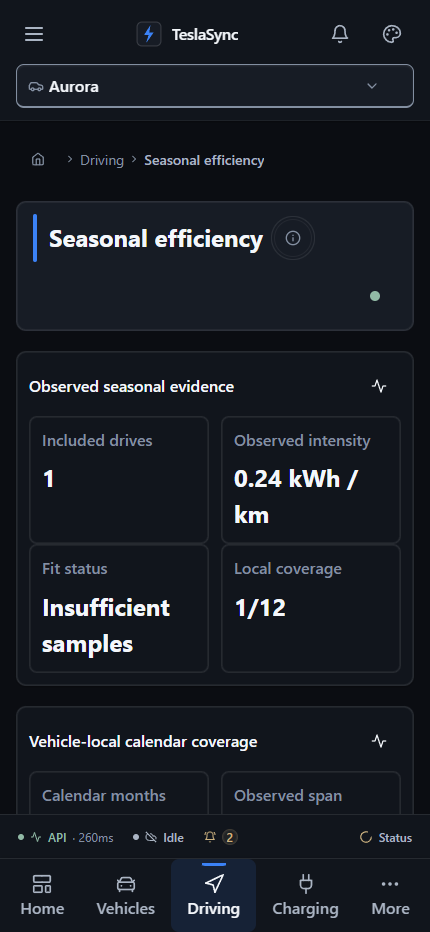 TeslaSync
Aurora
Driving
Seasonal efficiency
Seasonal efficiency
Observed seasonal evidence
Included drives
1
Observed intensity
0.24 kWh /
km
Fit status
Insufficient
samples
Local coverage
1/12
Vehicle-local calendar coverage
Calendar months
Observed span
API · 260ms
Idle
2
Status
Home
Vehicles
Driving
Charging
More